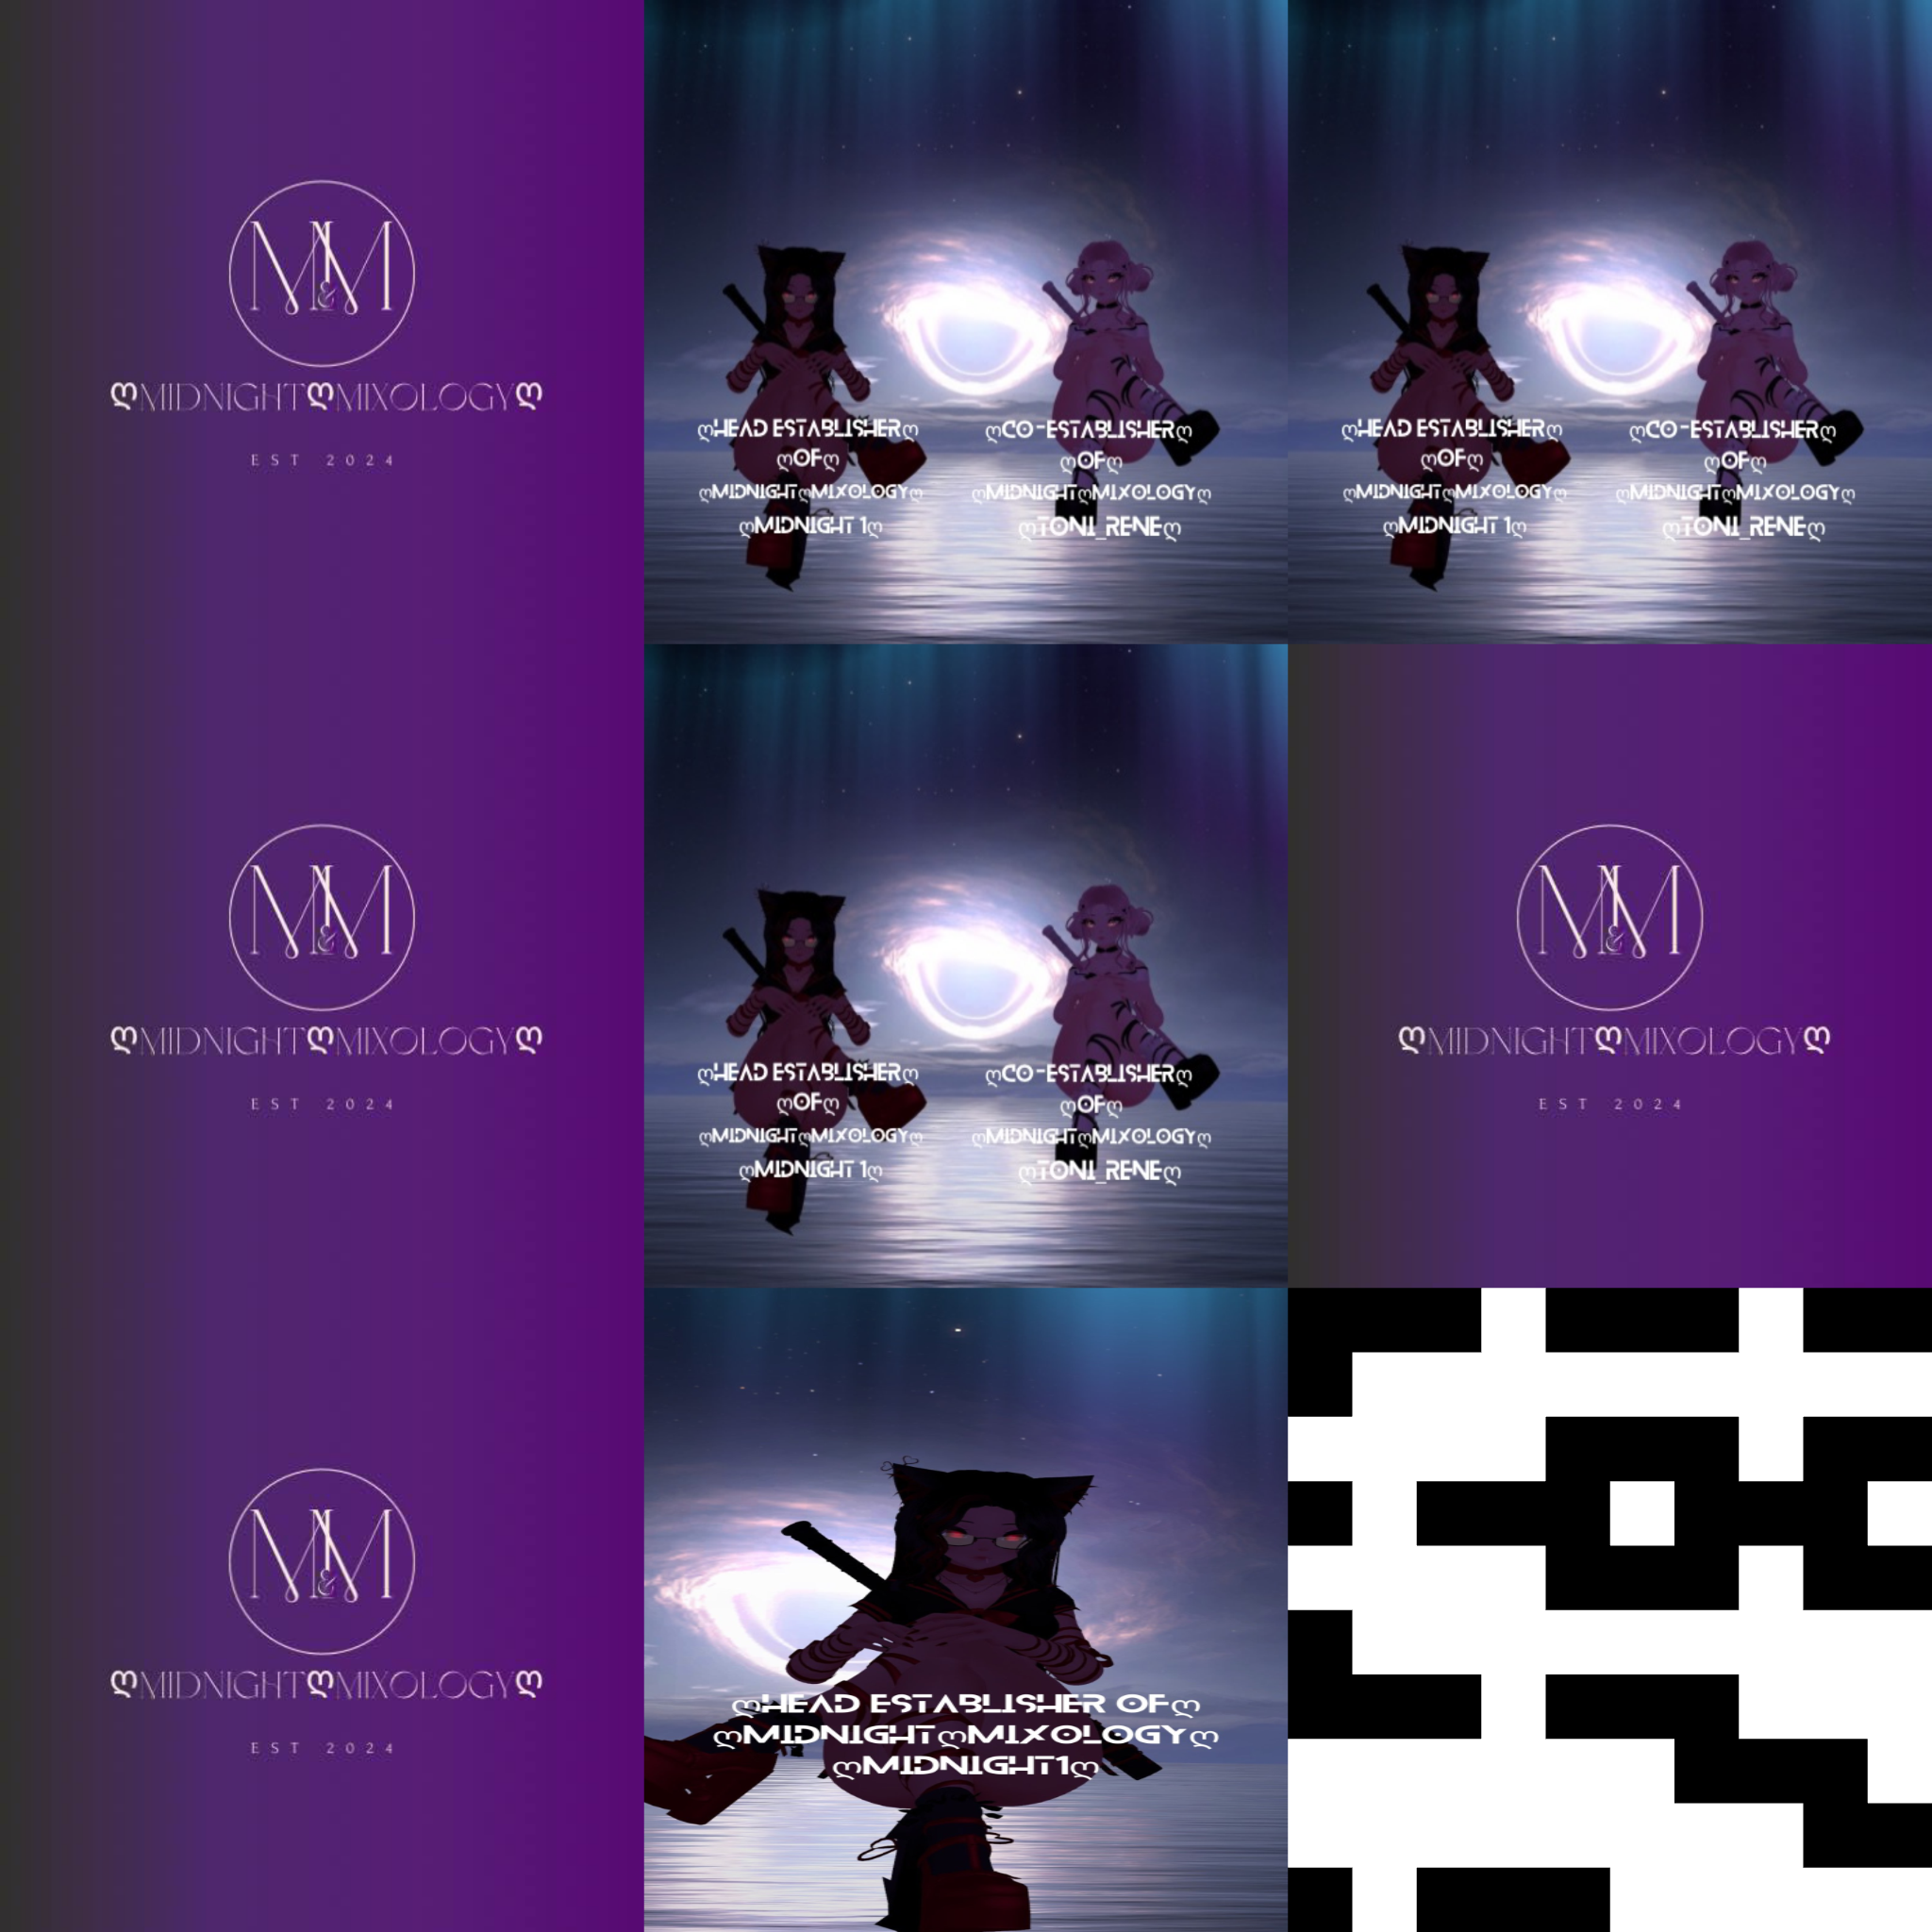 M&M
ღMIDNIGHTღMIXOLOGYღ
EST 2024
ღHEAD ESTABLISHERღ
ღOFღ
ღMIDNIGHTღMIXOLOGYღ
ღMIDNIGHT 1ღ
ღCO-ESTABLISHERღ
ღOFღ
ღMIDNIGHTღMIXOLOGYღ
ღTONI_RENEღ
ღHEAD ESTABLISHERღ
ღOFღ
ღMIDNIGHTღMIXOLOGYღ
ღMIDNIGHT 1ღ
ღCO-ESTABLISHERღ
ღOFღ
ღMIDNIGHTღMIXOLOGYღ
ღTONI_RENEღ
M&M
ღMIDNIGHTღMIXOLOGYღ
EST 2024
ღHEAD ESTABLISHERღ
ღOFღ
ღMIDNIGHTღMIXOLOGYღ
ღMIDNIGHT 1ღ
ღCO-ESTABLISHERღ
ღOFღ
ღMIDNIGHTღMIXOLOGYღ
ღTONI_RENEღ
M&M
ღMIDNIGHTღMIXOLOGYღ
EST 2024
M&M
ღMIDNIGHTღMIXOLOGYღ
EST 2024
ღHEAD ESTABLISHER OFღ
ღMIDNIGHTღMIXOLOGYღ
ღMIDNIGHT1ღ